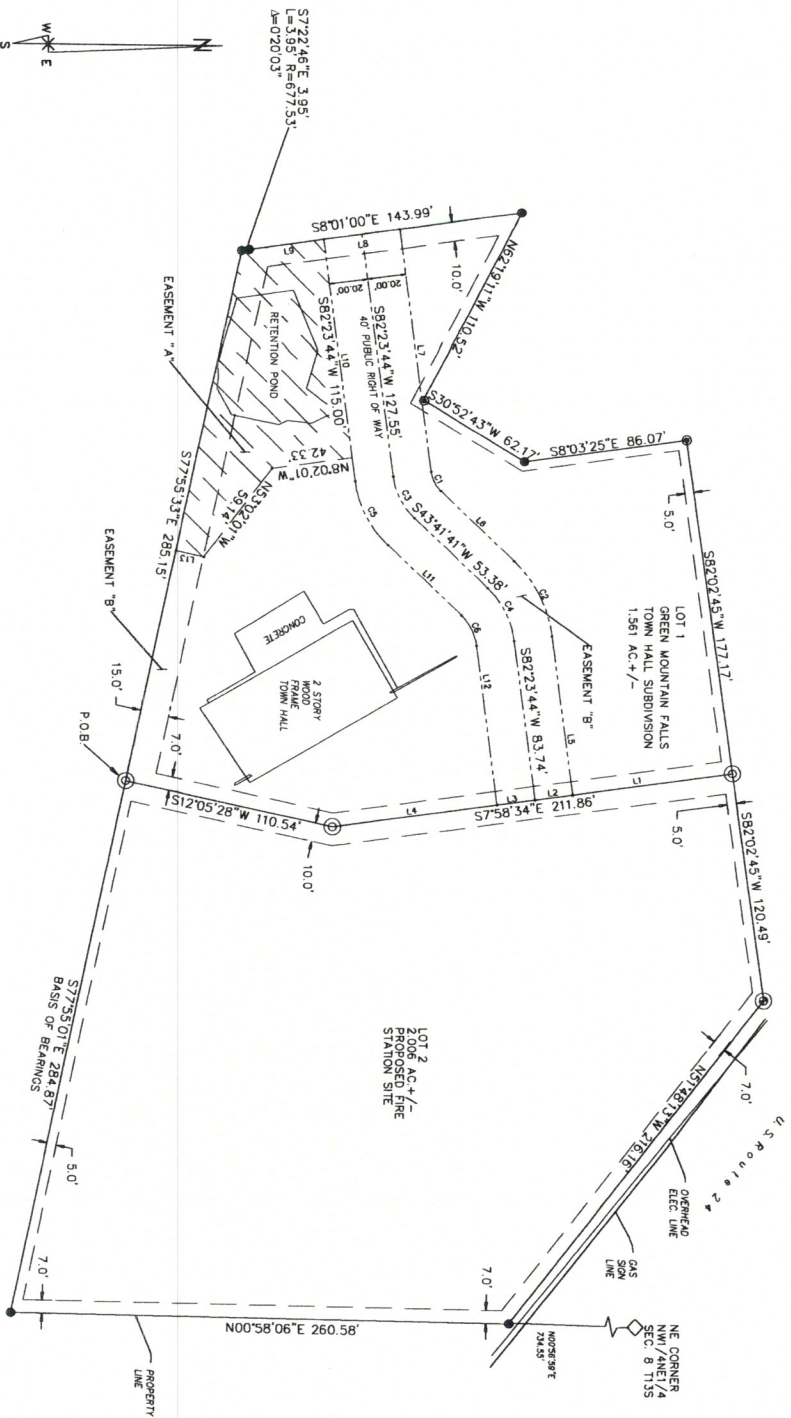 NE CORNER
NW1/4NE1/4
SEC. 8 T13S
N00°58'39"E
734.55'
U.S. ROUTE 24
OVERHEAD
ELEC. LINE
GAS
SIGN
LINE
N51°48'13"W 216.16'
7.0'
S82°02'45"W 120.49'
5.0'
S82°02'45"W 177.17'
5.0'
S8°03'25"E 86.07'
S30°52'43"W 62.17'
N62°19'11"W 110.52'
10.0'
S8°01'00"E 143.99'
S7°22'46"E 3.95'
L=3.95' R=677.53'
Δ=0°20'03"
LOT 1
GREEN MOUNTAIN FALLS
TOWN HALL SUBDIVISION
1.561 AC.+/-
EASEMENT "B"
L7
L8
L9
20.00'
20.00'
S82°23'44"W 127.55'
40' PUBLIC RIGHT OF WAY
L10
S82°23'44"W 115.00'
C1
L6
C2
L5
C3
S43°41'41"W 53.38'
C4
S82°23'44"W 83.74'
C5
L11
C6
L12
L1
L2
L3
L4
S7°58'34"E 211.86'
RETENTION POND
EASEMENT "A"
N8°02'01"W
42.33'
N53°02'01"W
59.14'
L13
S77°55'33"E 285.15'
EASEMENT "B"
15.0'
7.0'
CONCRETE
2 STORY
WOOD
FRAME
TOWN HALL
P.O.B.
S12°05'28"W 110.54'
10.0'
LOT 2
2.006 AC.+/-
PROPOSED FIRE
STATION SITE
S77°55'01"E 284.87'
BASIS OF BEARINGS
5.0'
7.0'
7.0'
N00°58'06"E 260.58'
PROPERTY
LINE
N
W
E
S